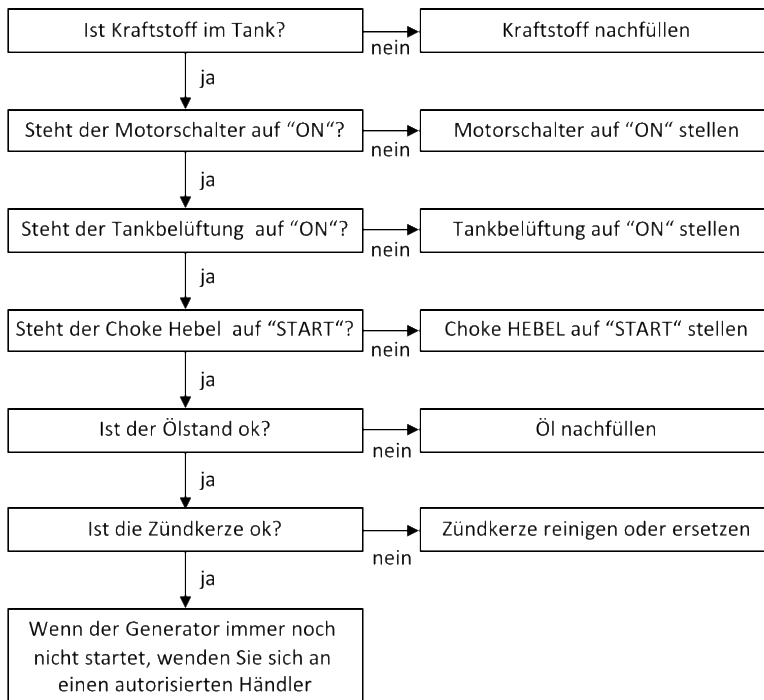 Ist Kraftstoff im Tank?
nein
Kraftstoff nachfüllen
ja
Steht der Motorschalter auf “ON“?
nein
Motorschalter auf “ON“ stellen
ja
Steht der Tankbelüftung  auf “ON“?
nein
Tankbelüftung auf “ON“ stellen
ja
Steht der Choke Hebel  auf “START“?
nein
Choke HEBEL auf “START“ stellen
ja
Ist der Ölstand ok?
nein
Öl nachfüllen
ja
Ist die Zündkerze ok?
nein
Zündkerze reinigen oder ersetzen
ja
Wenn der Generator immer noch
nicht startet, wenden Sie sich an
einen autorisierten Händler